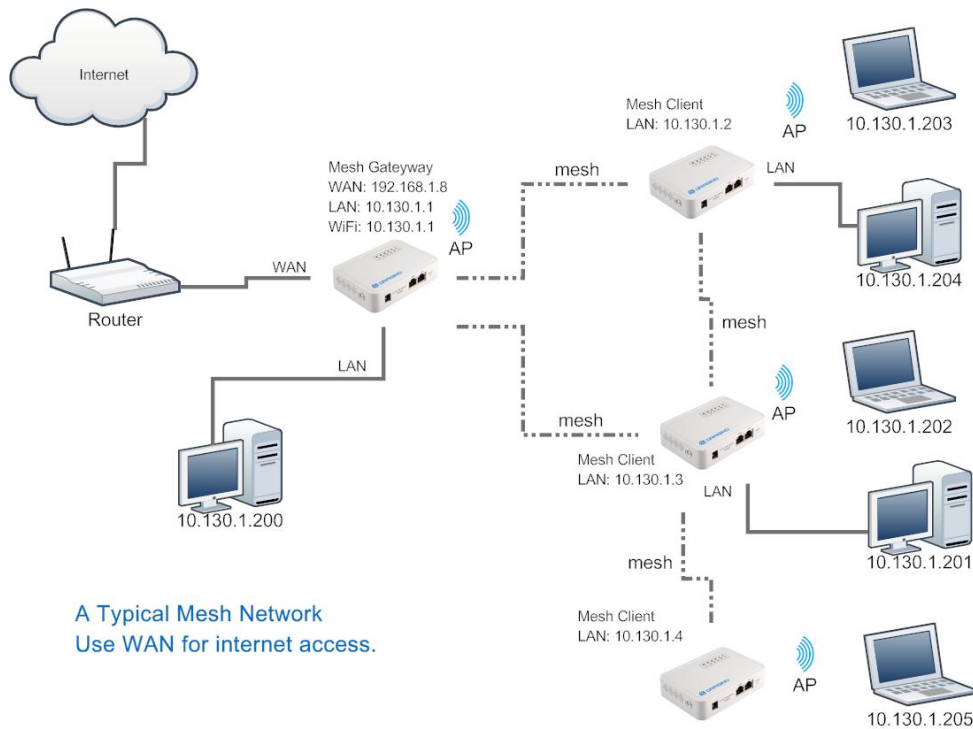 Internet
Mesh Gateyway
WAN: 192.168.1.8
LAN: 10.130.1.1
WiFi: 10.130.1.1
AP
WAN
Router
LAN
10.130.1.200
mesh
Mesh Client
LAN: 10.130.1.2
AP
10.130.1.203
LAN
10.130.1.204
mesh
mesh
AP
10.130.1.202
Mesh Client
LAN: 10.130.1.3
LAN
10.130.1.201
mesh
Mesh Client
LAN: 10.130.1.4
AP
10.130.1.205
A Typical Mesh Network
Use WAN for internet access.